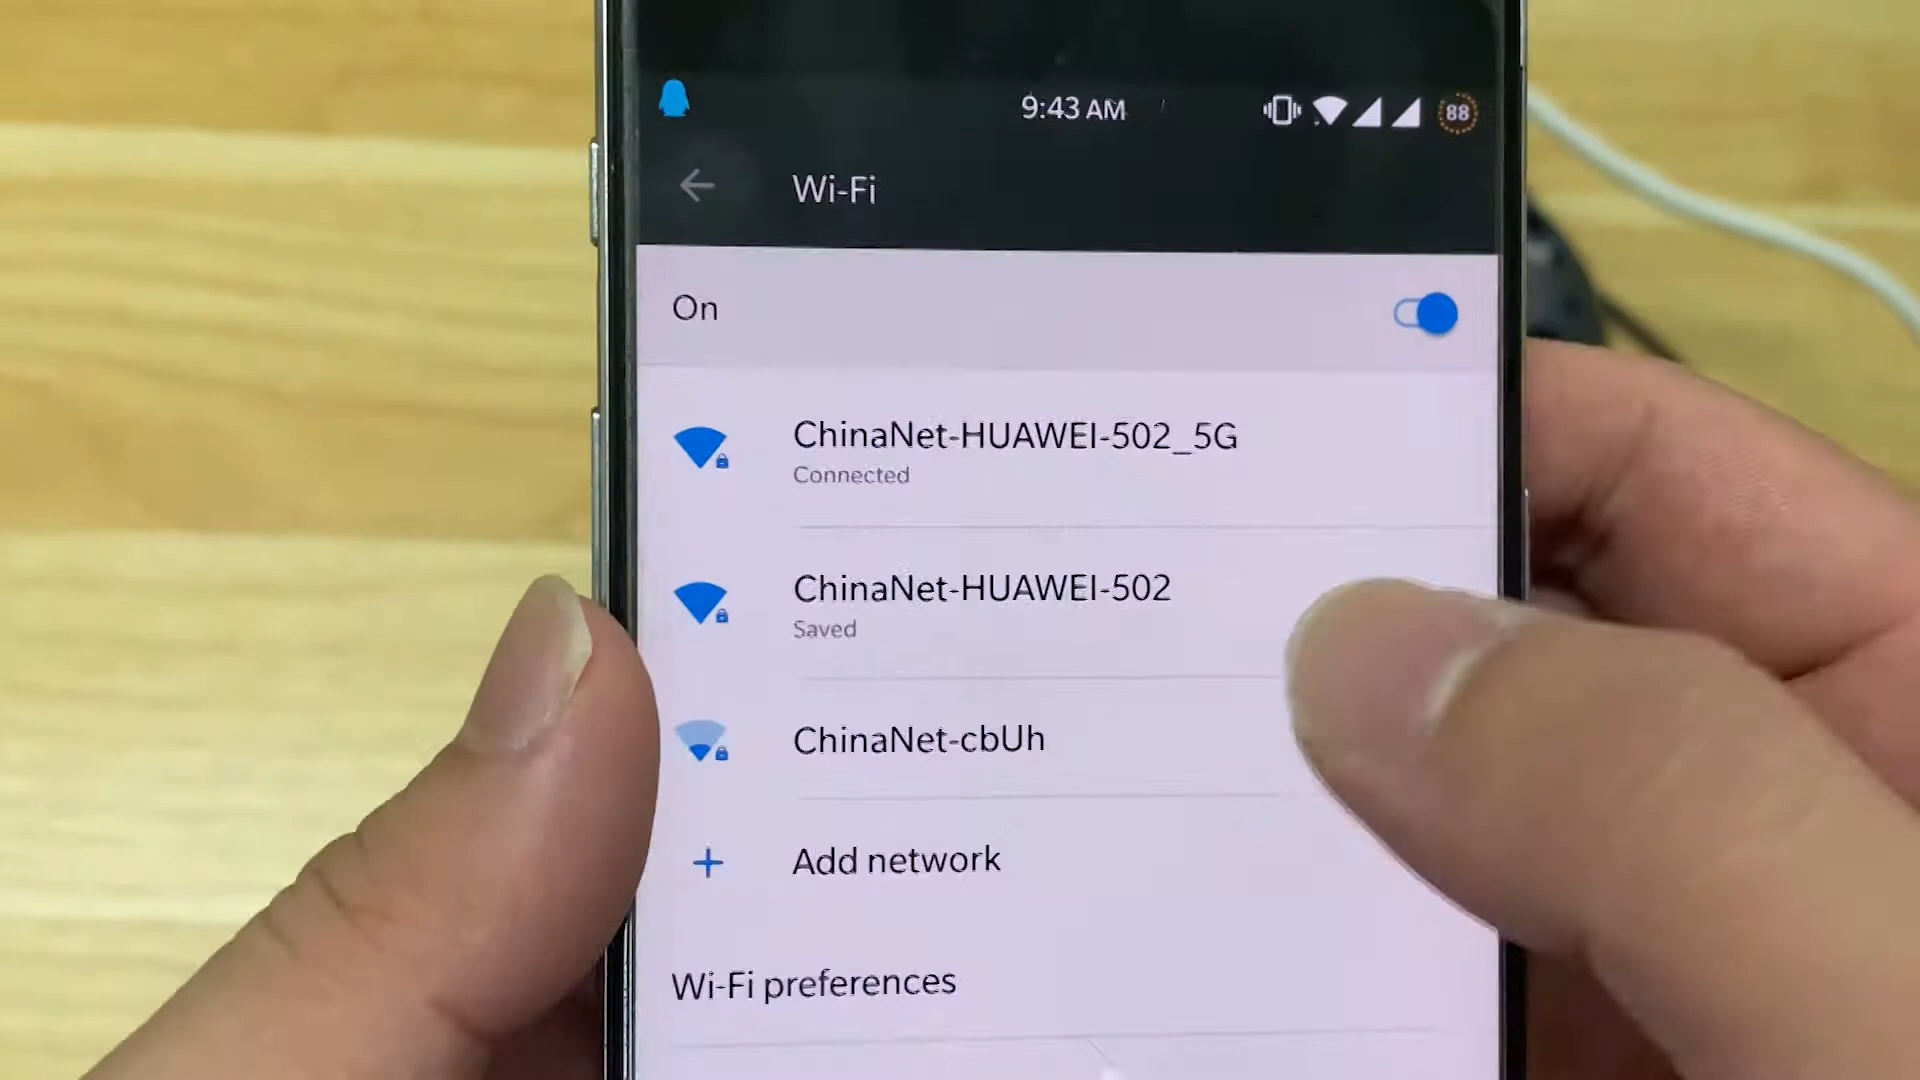 9:43 AM
88
Wi-Fi
On
ChinaNet-HUAWEI-502_5G
Connected
ChinaNet-HUAWEI-502
Saved
ChinaNet-cbUh
Add network
Wi-Fi preferences